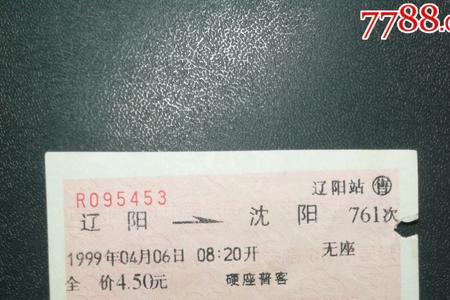 7788.c
辽阳站 ㊢
R095453
辽 阳 → 沈 阳 761次
1999年04月06日 08:20开 无座
全 价4.50元 硬座普客